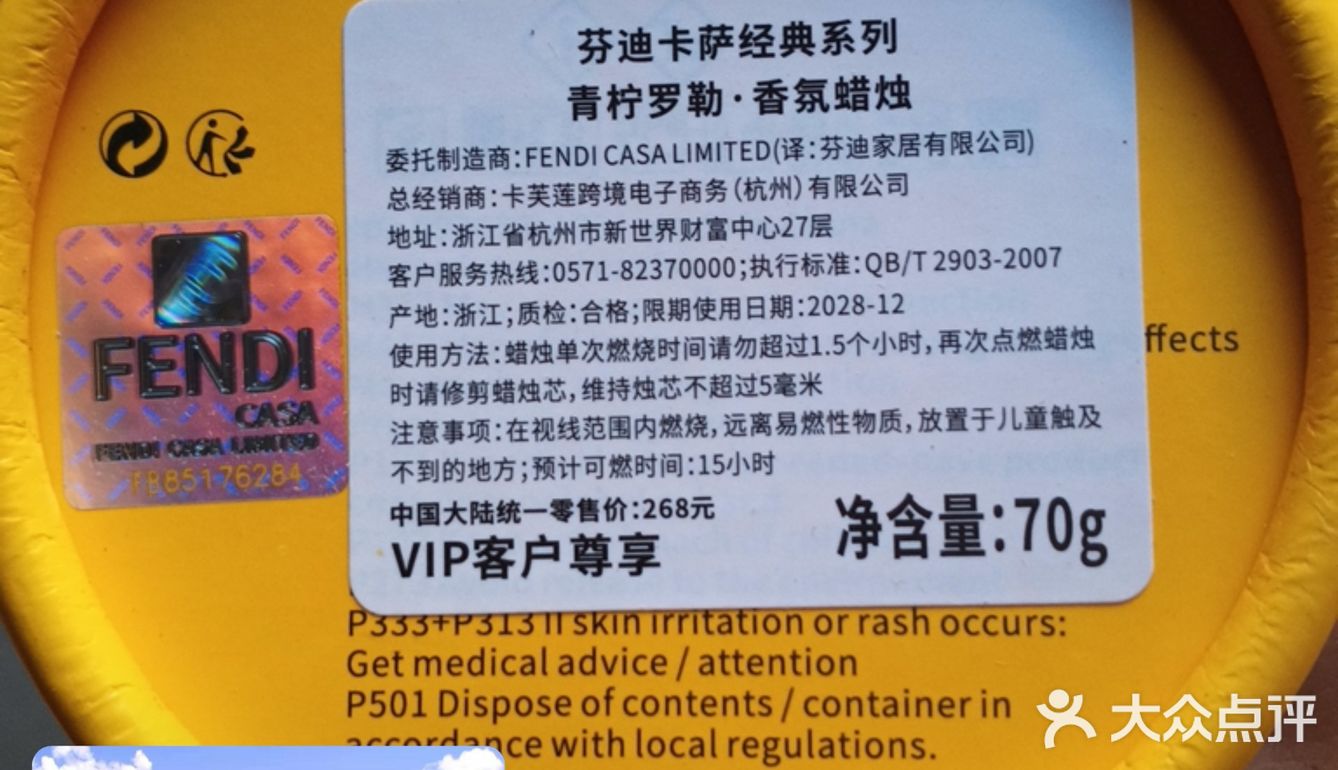 芬迪卡萨经典系列
青柠罗勒·香氛蜡烛
委托制造商:FENDI CASA LIMITED(译:芬迪家居有限公司)
总经销商:卡芙莲跨境电子商务(杭州)有限公司
地址:浙江省杭州市新世界财富中心27层
客户服务热线:0571-82370000;执行标准:QB/T 2903-2007
产地:浙江;质检:合格;限期使用日期:2028-12
使用方法:蜡烛单次燃烧时间请勿超过1.5个小时,再次点燃蜡烛
时请修剪蜡烛芯,维持烛芯不超过5毫米
注意事项:在视线范围内燃烧,远离易燃性物质,放置于儿童触及
不到的地方;预计可燃时间:15小时
中国大陆统一零售价:268元
VIP客户尊享
净含量:70g
FENDI
CASA
FENDI CASA LIMITED
FB85176284
ffects
P333+P313 If skin irritation or rash occurs:
Get medical advice / attention
P501 Dispose of contents / container in
accordance with local regulations.
大众点评